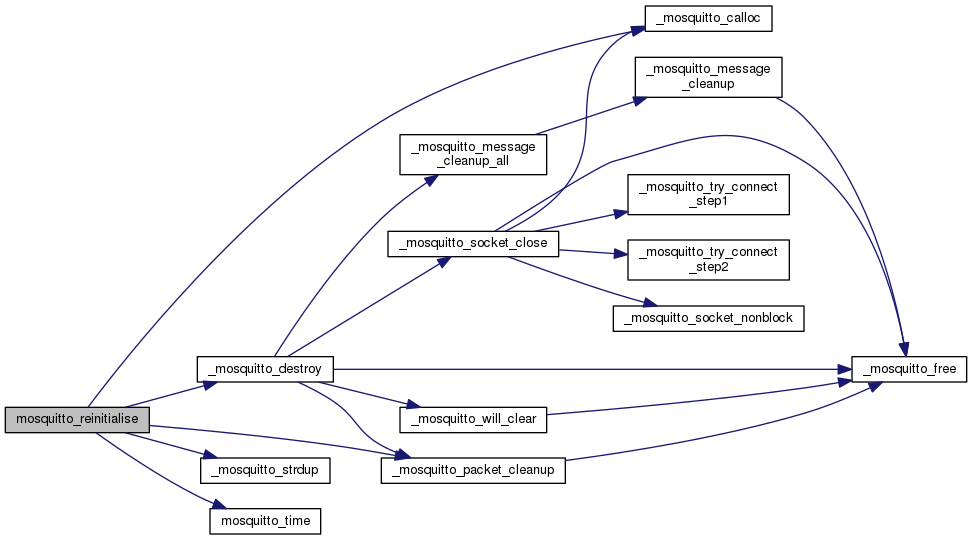 _mosquitto_calloc
_mosquitto_message
_cleanup
_mosquitto_message
_cleanup_all
_mosquitto_try_connect
_step1
_mosquitto_socket_close
_mosquitto_try_connect
_step2
_mosquitto_socket_nonblock
_mosquitto_destroy
_mosquitto_free
mosquitto_reinitialise
_mosquitto_will_clear
_mosquitto_strdup
_mosquitto_packet_cleanup
mosquitto_time